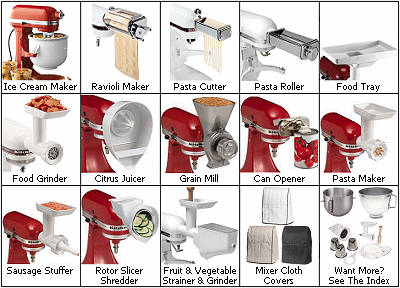 Ice Cream Maker
Ravioli Maker
Pasta Cutter
Pasta Roller
Food Tray
Food Grinder
Citrus Juicer
Grain Mill
Can Opener
Pasta Maker
Sausage Stuffer
Rotor Slicer
Shredder
Fruit & Vegetable
Strainer & Grinder
Mixer Cloth
Covers
Want More?
See The Index